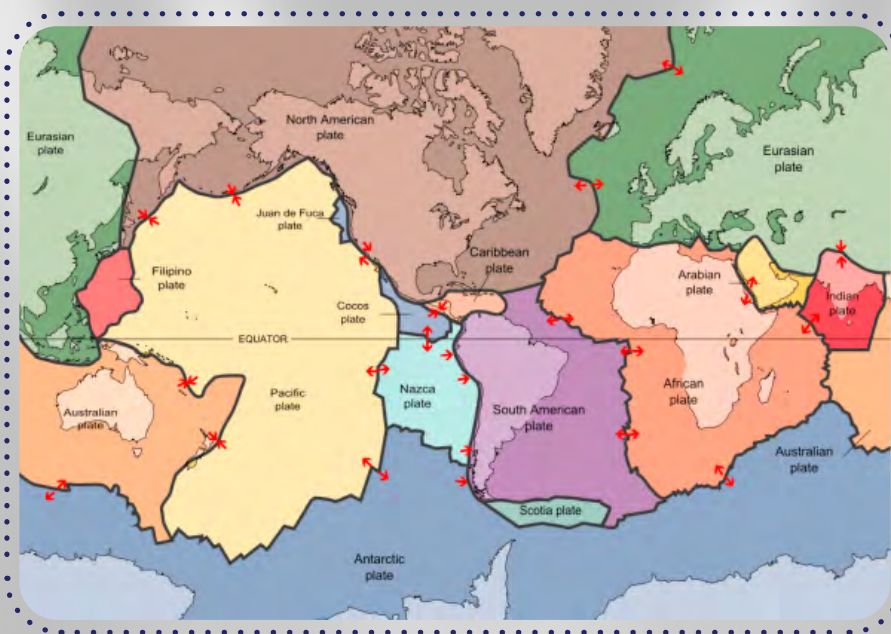 Eurasian
plate
North American
plate
Eurasian
plate
Juan de Fuca
plate
Caribbean
plate
Filipino
plate
Arabian
plate
Cocos
plate
Indian
plate
EQUATOR
Pacific
plate
Nazca
plate
African
plate
Australian
plate
South American
plate
Australian
plate
Scotia plate
Antarctic
plate